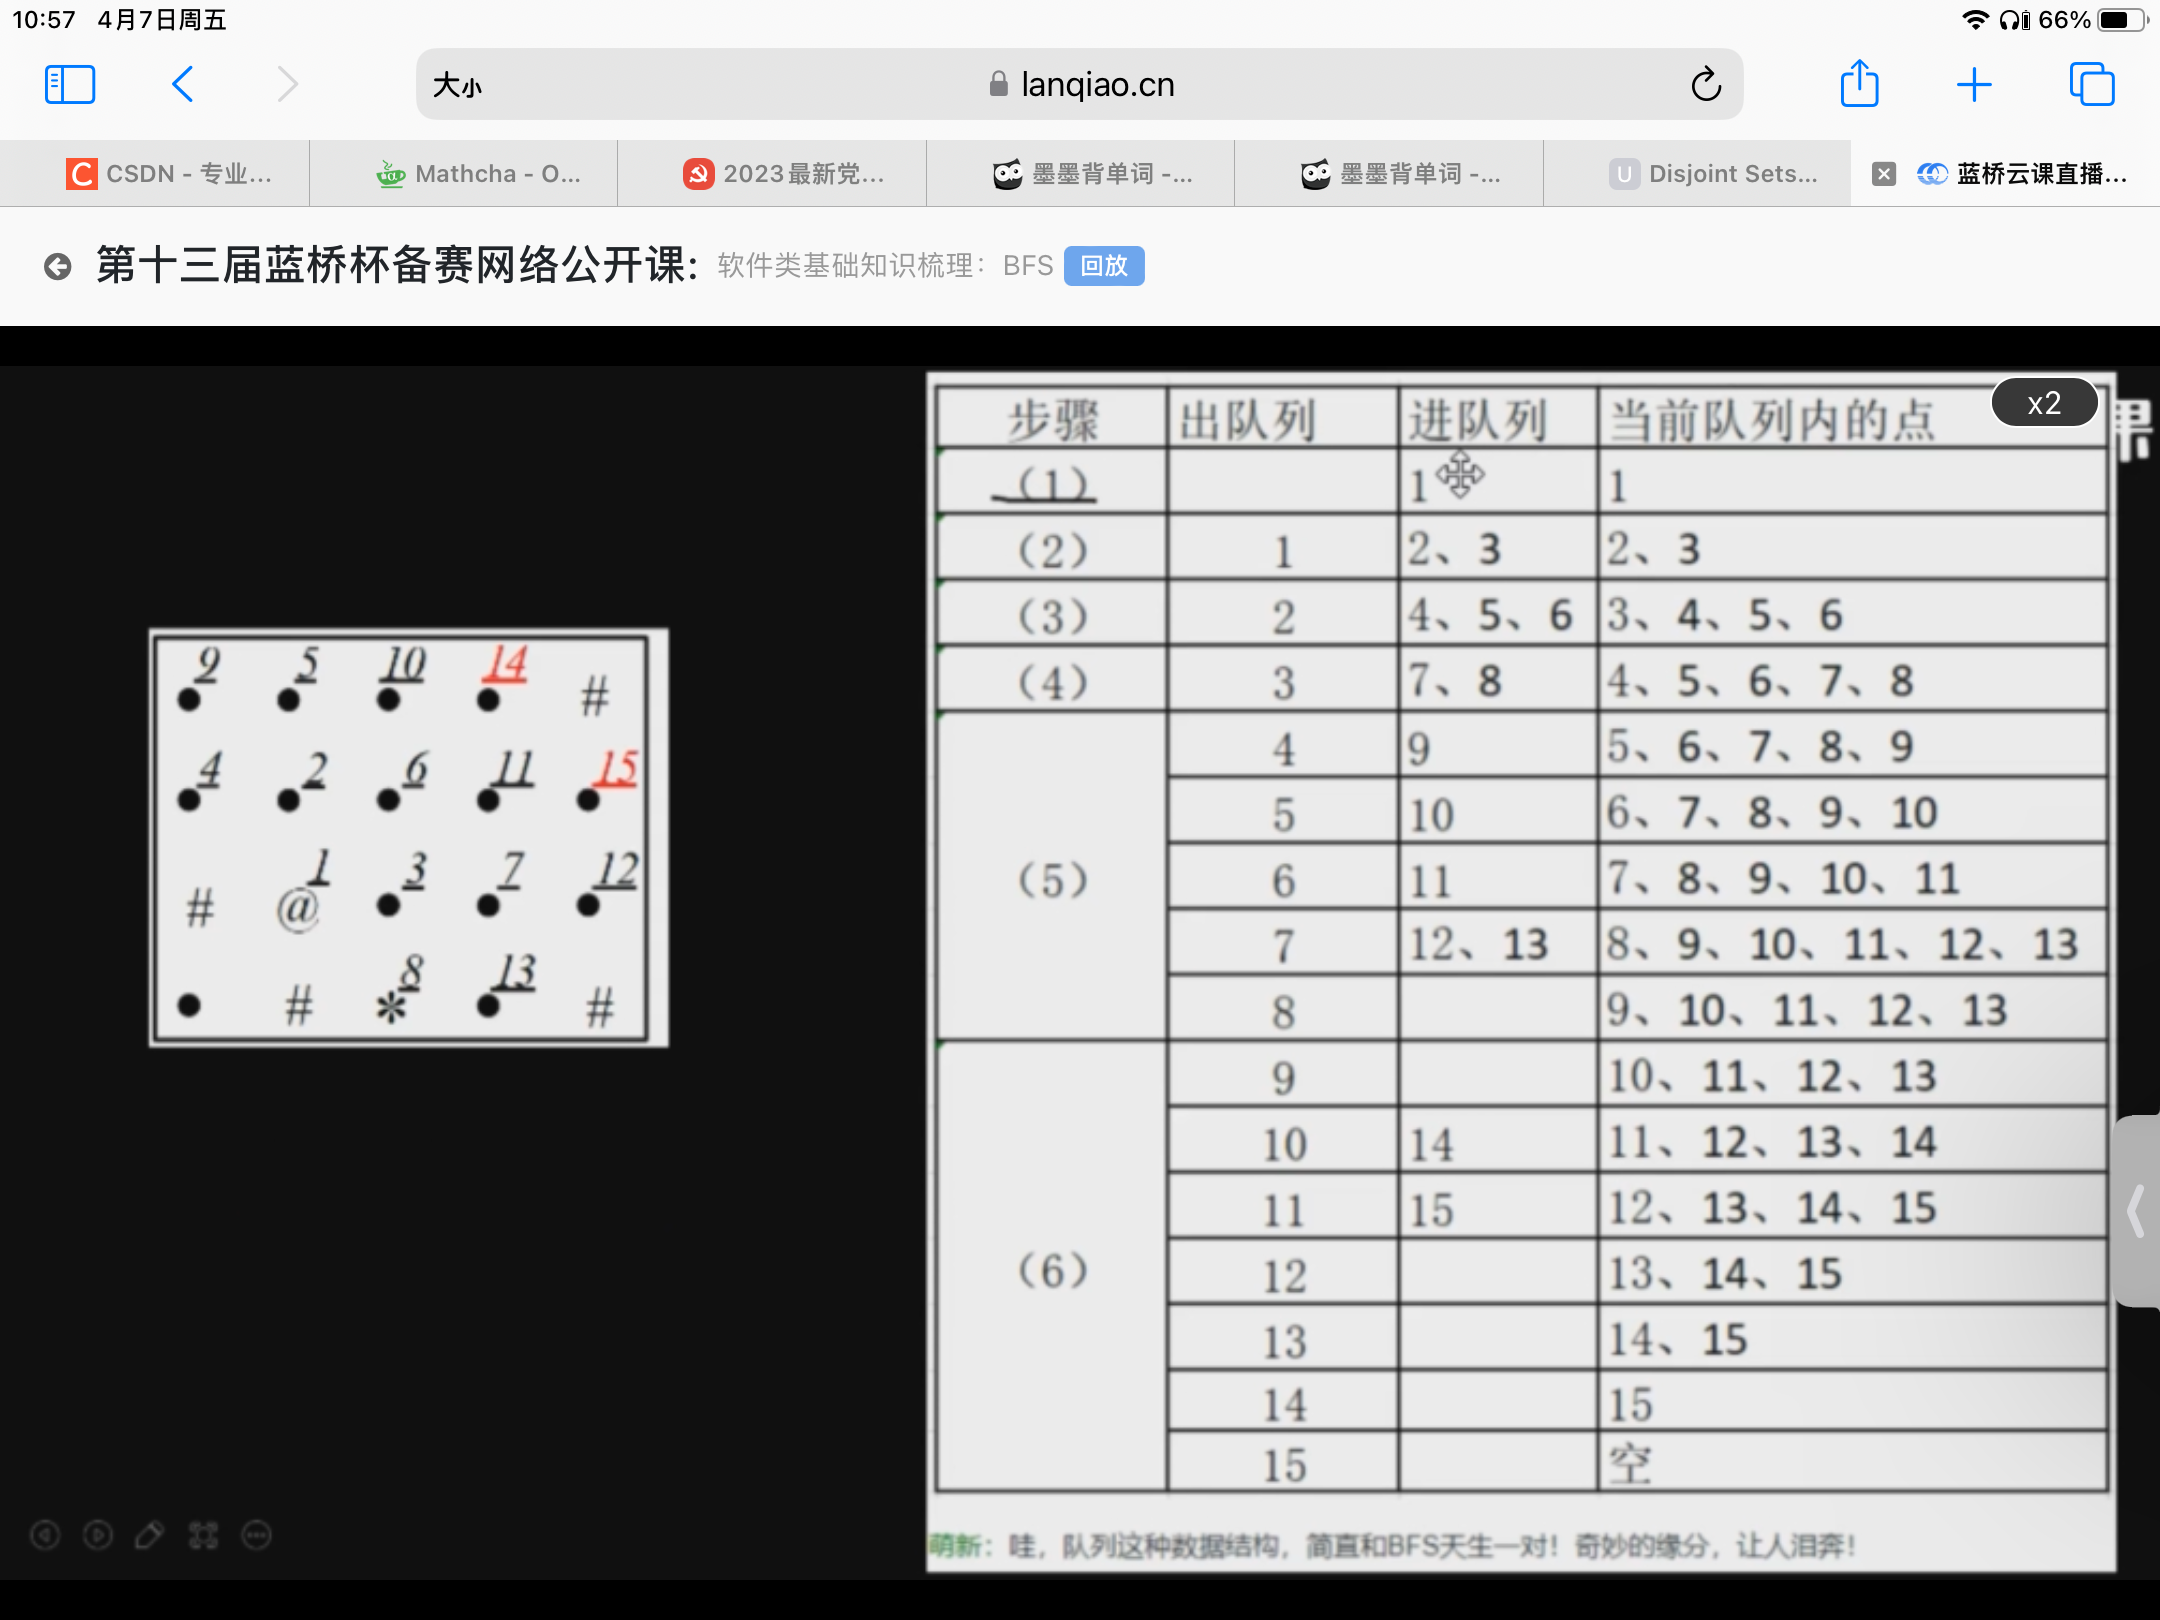 10:57 4月7日周五 66%
大小 lanqiao.cn
CSDN - 专业... Mathcha - O... 2023最新党... 墨墨背单词 -... 墨墨背单词 -... U Disjoint Sets... 蓝桥云课直播...
第十三届蓝桥杯备赛网络公开课: 软件类基础知识梳理: BFS 回放
x2
9 5 10 14 #
4 2 6 11 15
1 3 7 12
# @
8 13
# * #
步骤 出队列 进队列 当前队列内的点
(1) 1 1
(2) 1 2、3 2、3
(3) 2 4、5、6 3、4、5、6
(4) 3 7、8 4、5、6、7、8
4 9 5、6、7、8、9
5 10 6、7、8、9、10
(5) 6 11 7、8、9、10、11
7 12、13 8、9、10、11、12、13
8 9、10、11、12、13
9 10、11、12、13
10 14 11、12、13、14
11 15 12、13、14、15
(6) 12 13、14、15
13 14、15
14 15
15 空
萌新: 哇, 队列这种数据结构, 简直和BFS天生一对! 奇妙的缘分, 让人泪奔!